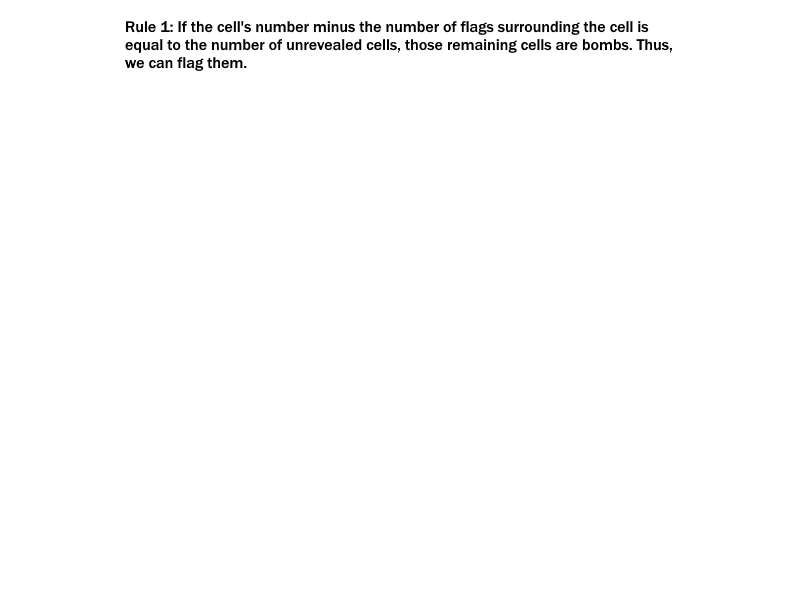 Rule 1: If the cell's number minus the number of flags surrounding the cell is
equal to the number of unrevealed cells, those remaining cells are bombs. Thus,
we can flag them.